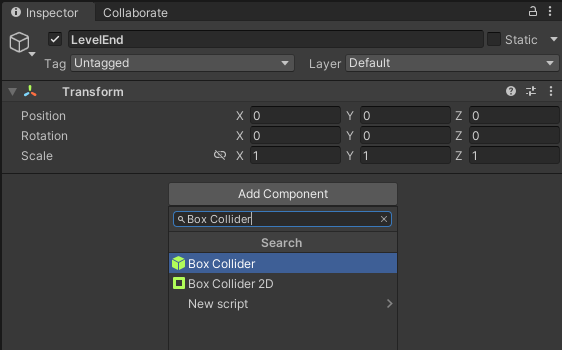 Inspector Collaborate
LevelEnd Static
Tag Untagged Layer Default
Transform
Position X 0 Y 0 Z 0
Rotation X 0 Y 0 Z 0
Scale X 1 Y 1 Z 1
Add Component
Box Collider
Search
Box Collider
Box Collider 2D
New script